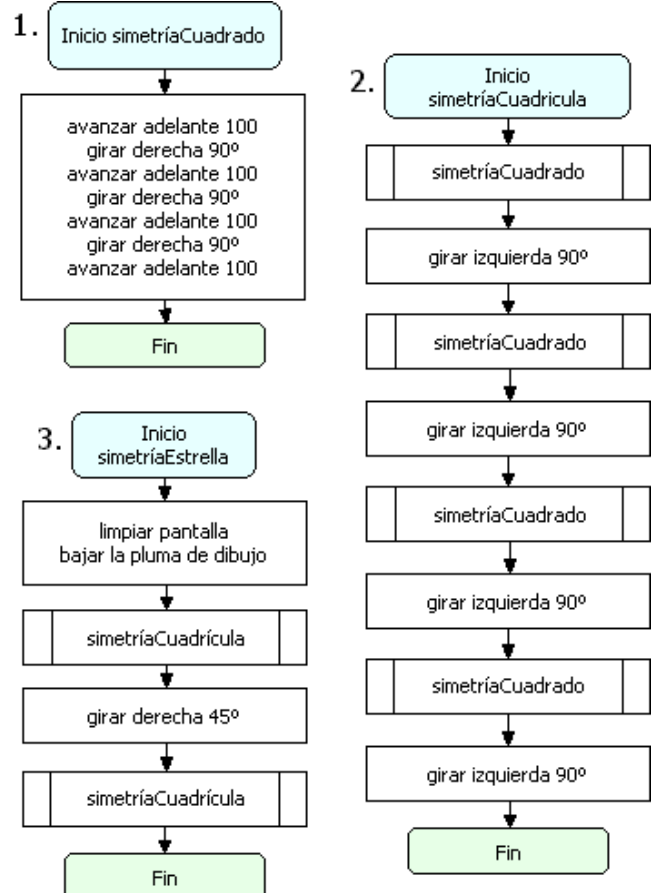 1.
Inicio simetríaCuadrado
avanzar adelante 100
girar derecha 90º
avanzar adelante 100
girar derecha 90º
avanzar adelante 100
girar derecha 90º
avanzar adelante 100
Fin
2.
Inicio
simetríaCuadricula
simetríaCuadrado
girar izquierda 90º
simetríaCuadrado
girar izquierda 90º
simetríaCuadrado
girar izquierda 90º
simetríaCuadrado
girar izquierda 90º
Fin
3.
Inicio
simetríaEstrella
limpiar pantalla
bajar la pluma de dibujo
simetríaCuadrícula
girar derecha 45º
simetríaCuadrícula
Fin